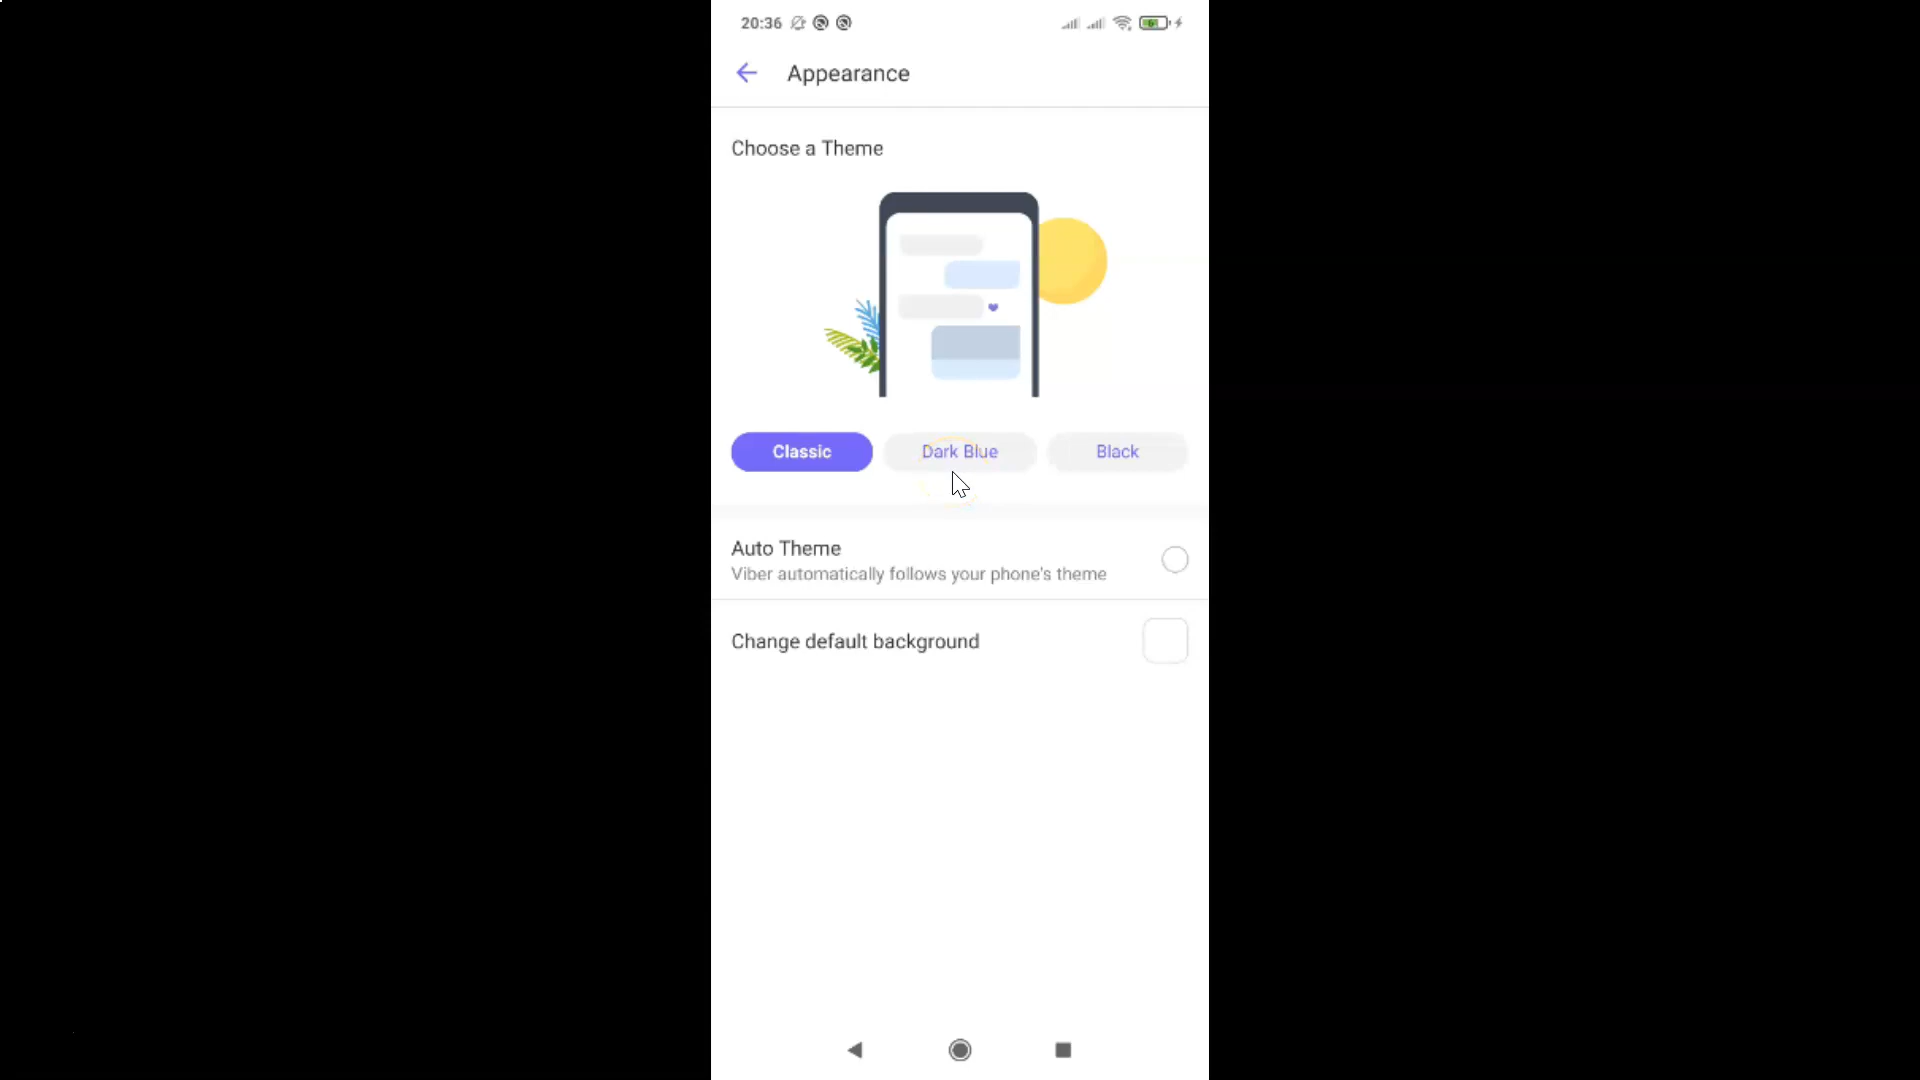 20:36
Appearance
Choose a Theme
Classic Dark Blue Black
Auto Theme
Viber automatically follows your phone's theme
Change default background